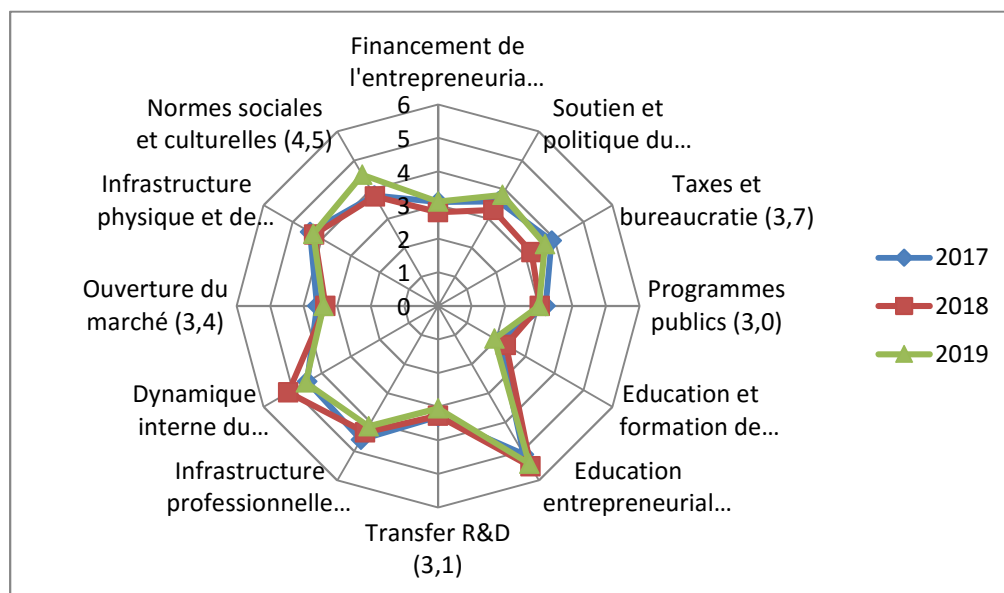 Financement de
l'entrepreneuria...
Soutien et
politique du...
Taxes et
bureaucratie (3,7)
Programmes
publics (3,0)
Education et
formation de...
Education
entrepreneurial...
Transfer R&D
(3,1)
Infrastructure
professionnelle...
Dynamique
interne du...
Ouverture du
marché (3,4)
Infrastructure
physique et de...
Normes sociales
et culturelles (4,5)
6
5
4
3
2
1
0
2017
2018
2019